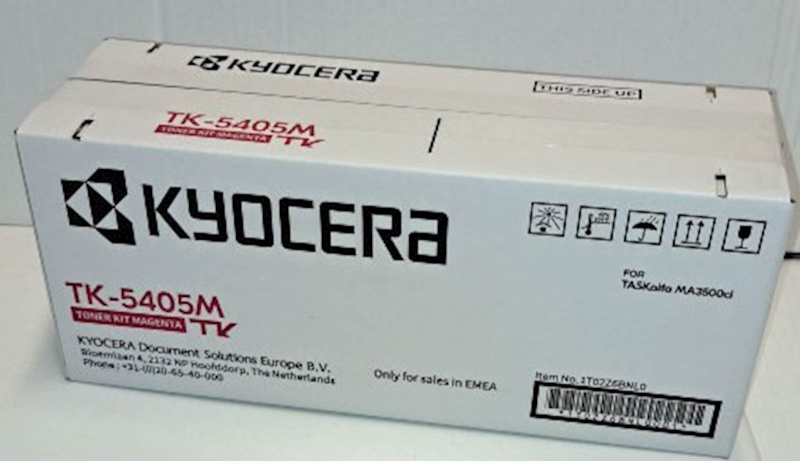 KYOCERA
THIS SIDE UP
TK-5405M
TONER KIT MAGENTA TK
KYOCERA
FOR
TASKalfa MA3500ci
TK-5405M
TONER KIT MAGENTA TK
KYOCERA Document Solutions Europe B.V.
Bloemlaan 4, 2132 NP Hoofddorp, The Netherlands
Phone: +31-(0)20-65-40-000
Only for sales in EMEA
Item No. 1T02Z6BNL0